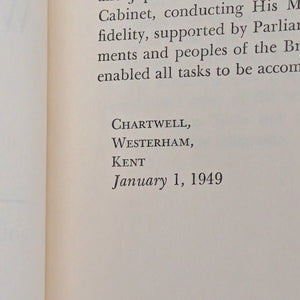 Cabinet, conducting His M
fidelity, supported by Parliam
ments and peoples of the Br
enabled all tasks to be accom
CHARTWELL,
WESTERHAM,
KENT
January 1, 1949